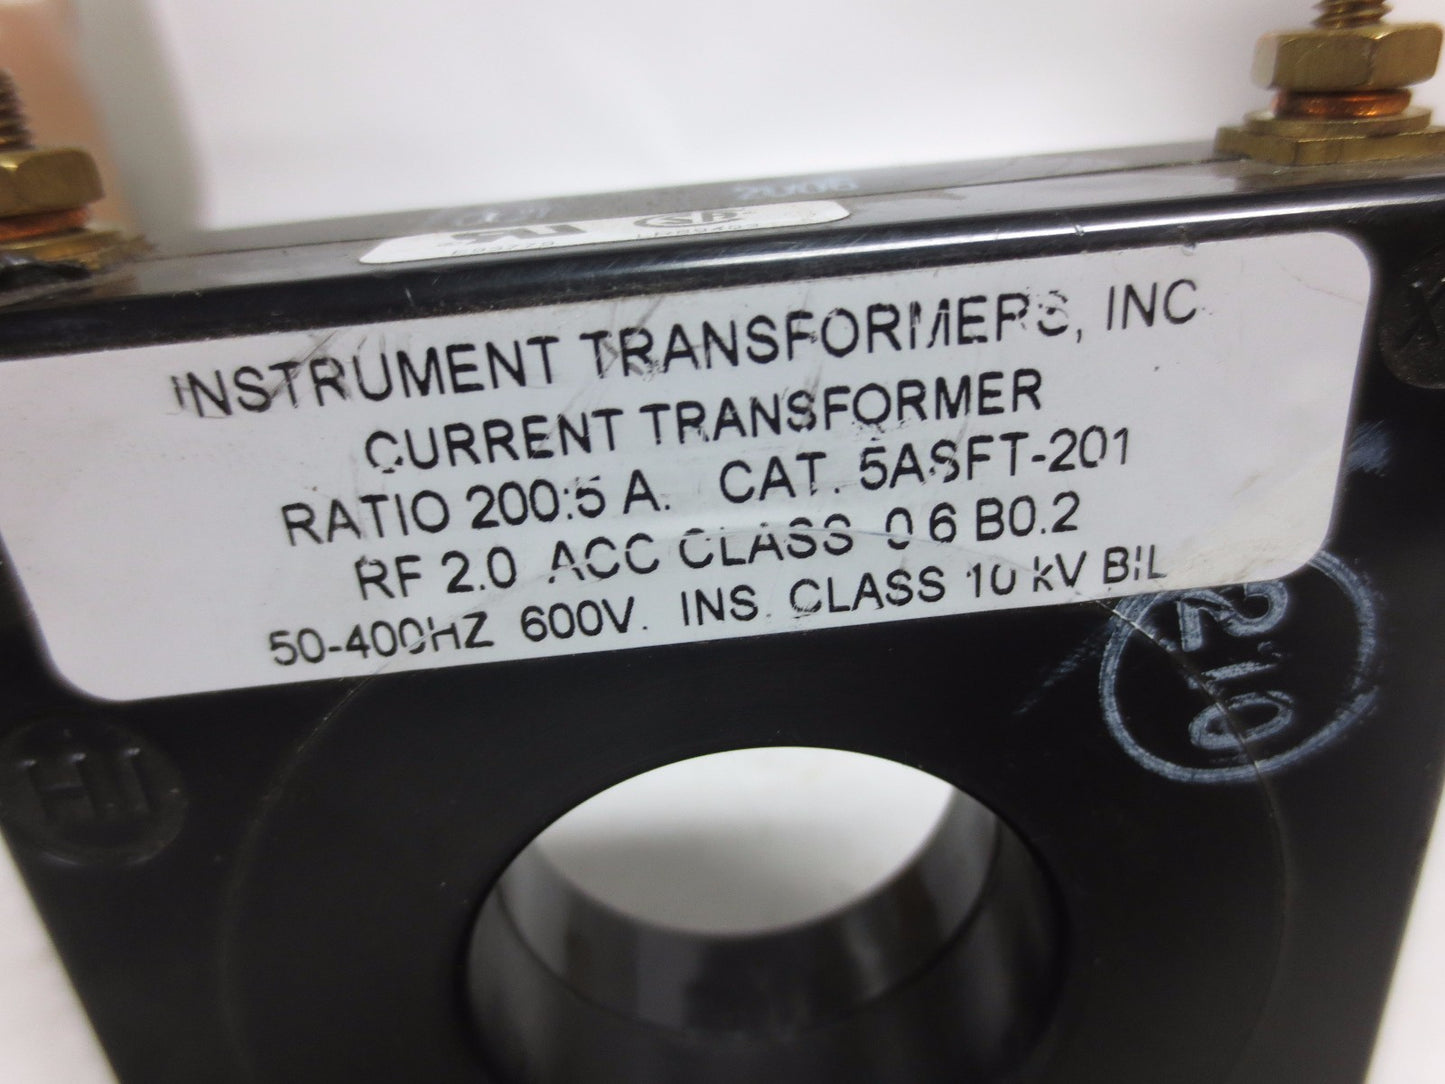 2006
INSTRUMENT TRANSFORMERS, INC
CURRENT TRANSFORMER
RATIO 200:5 A. CAT. 5ASFT-201
RF 2.0 ACC CLASS 0 6 B0.2
50-400HZ 600V. INS. CLASS 10 kV BIL